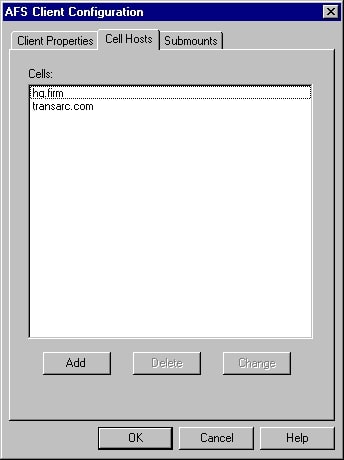 AFS Client Configuration
Client Properties
Cell Hosts
Submounts
Cells:
hq.firm
transarc.com
Add
Delete
Change
OK
Cancel
Help